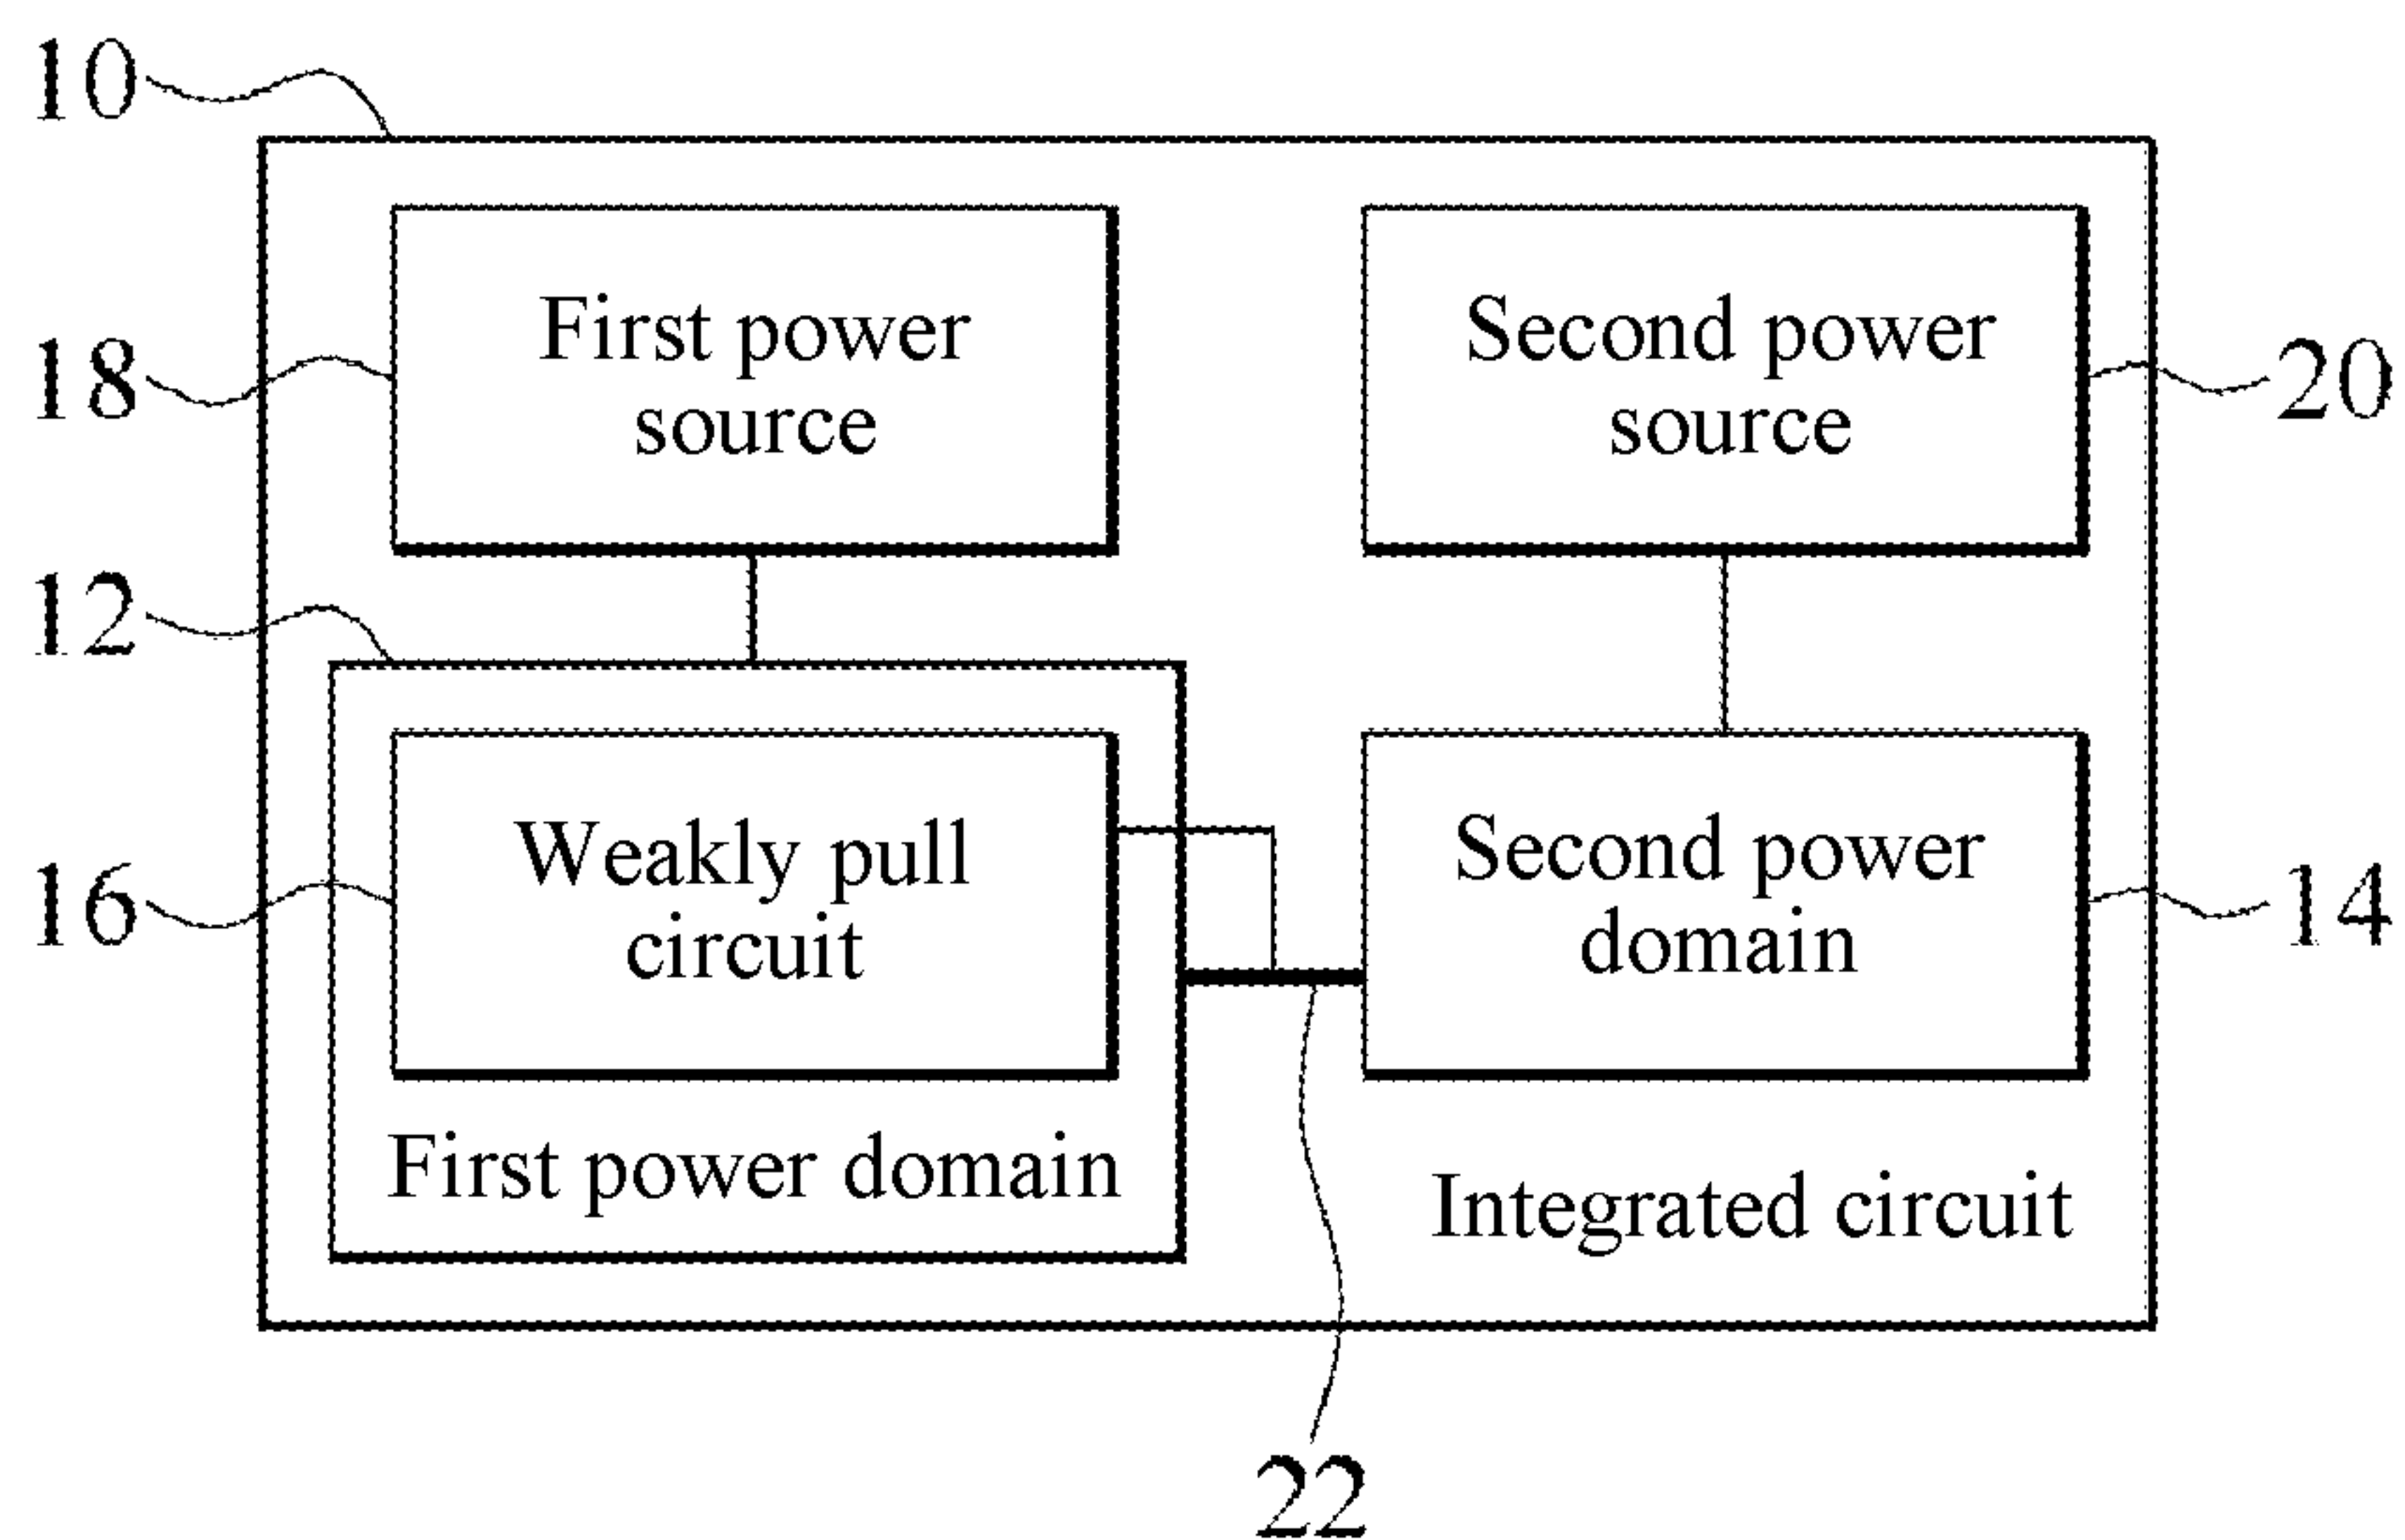 10
18
First power
source
Second power
source
20
12
16
Weakly pull
circuit
Second power
domain
14
First power domain
Integrated circuit
22